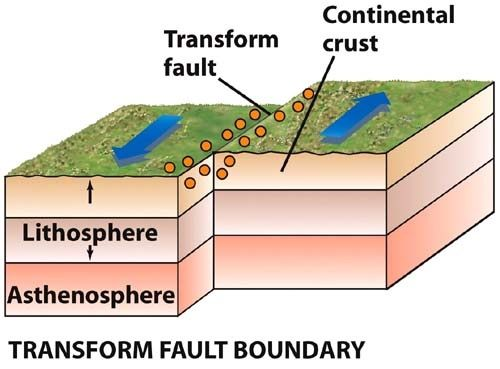 Transform
fault
Continental
crust
Lithosphere
Asthenosphere
TRANSFORM FAULT BOUNDARY